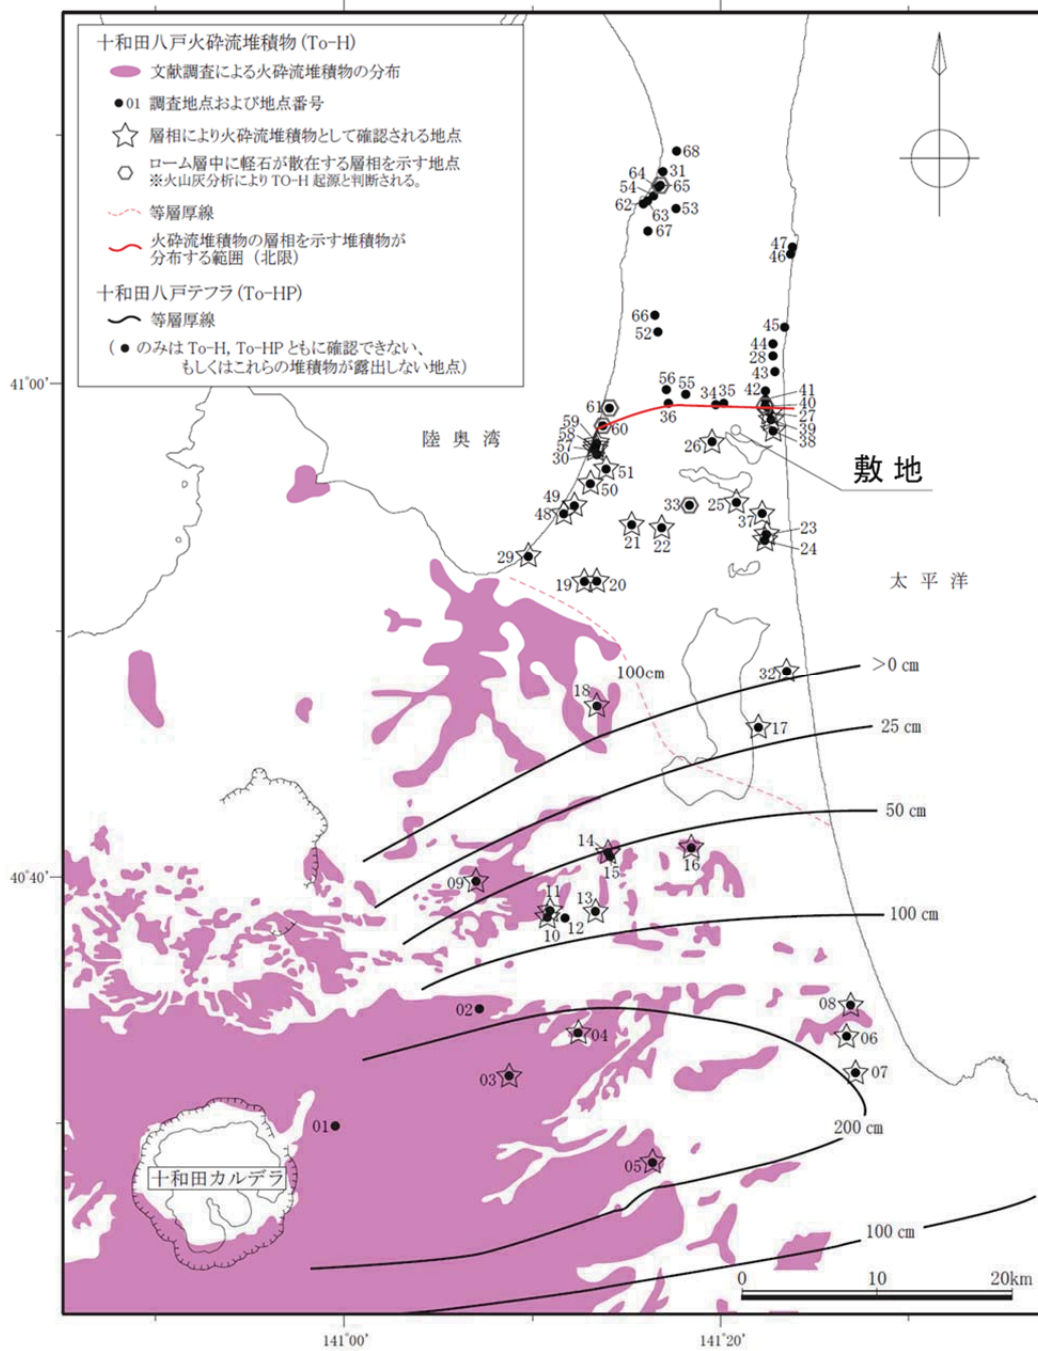 十和田八戸火砕流堆積物 (To-H)
文献調査による火砕流堆積物の分布
01 調査地点および地点番号
層相により火砕流堆積物として確認される地点
ローム層中に軽石が散在する層相を示す地点
※火山灰分析により TO-H 起源と判断される。
等層厚線
火砕流堆積物の層相を示す堆積物が
分布する範囲 (北限)
十和田八戸テフラ (To-HP)
等層厚線
( ● のみは To-H, To-HP ともに確認できない、
もしくはこれらの堆積物が露出しない地点)
68
31
64
65
54
62
63
53
67
47
46
66
52
45
44
28
43
41°00'
56
55
34
35
42
41
61
36
40
27
59
60
39
58
26
38
57
30
陸奥湾
敷地
51
50
49
48
33
25
37
23
21
22
24
29
19
20
太平洋
100cm
32
>0 cm
18
17
25 cm
50 cm
14
15
16
40°40'
09
11
13
10
12
100 cm
02
08
04
06
03
07
01
200 cm
05
十和田カルデラ
100 cm
0
10
20km
141°00'
141°20'